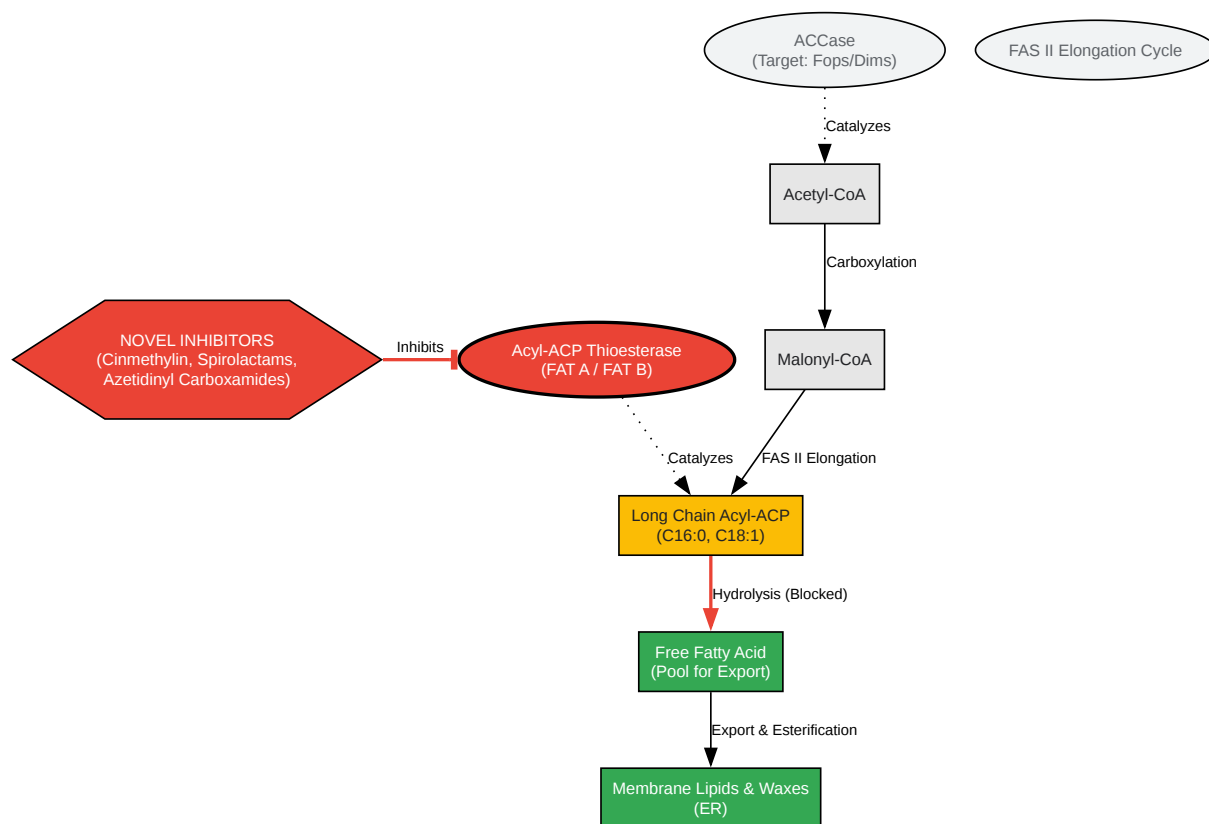 ACCase
(Target: Fops/Dims)
FAS II Elongation Cycle
Catalyzes
Acetyl-CoA
Carboxylation
NOVEL INHIBITORS
(Cinmethylin, Spirolactams,
Azetidinyl Carboxamides)
Inhibits
Acyl-ACP Thioesterase
(FAT A / FAT B)
Malonyl-CoA
Catalyzes
FAS II Elongation
Long Chain Acyl-ACP
(C16:0, C18:1)
Hydrolysis (Blocked)
Free Fatty Acid
(Pool for Export)
Export & Esterification
Membrane Lipids & Waxes
(ER)